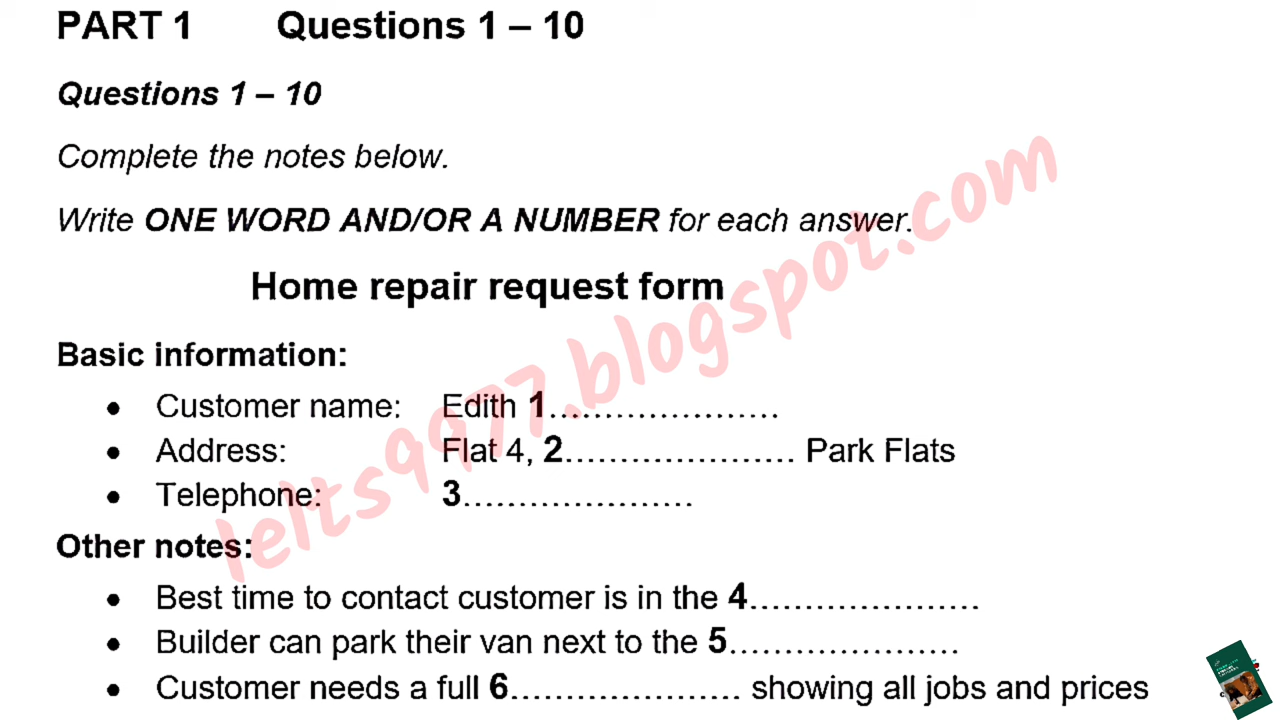 PART 1 Questions 1 – 10
Questions 1 – 10
Complete the notes below.
Write ONE WORD AND/OR A NUMBER for each answer.
Home repair request form
Basic information:
• Customer name: Edith 1.....................
• Address: Flat 4, 2..................... Park Flats
• Telephone: 3.....................
Other notes:
• Best time to contact customer is in the 4.....................
• Builder can park their van next to the 5.....................
• Customer needs a full 6..................... showing all jobs and prices
Ielts9977.blogspot.com